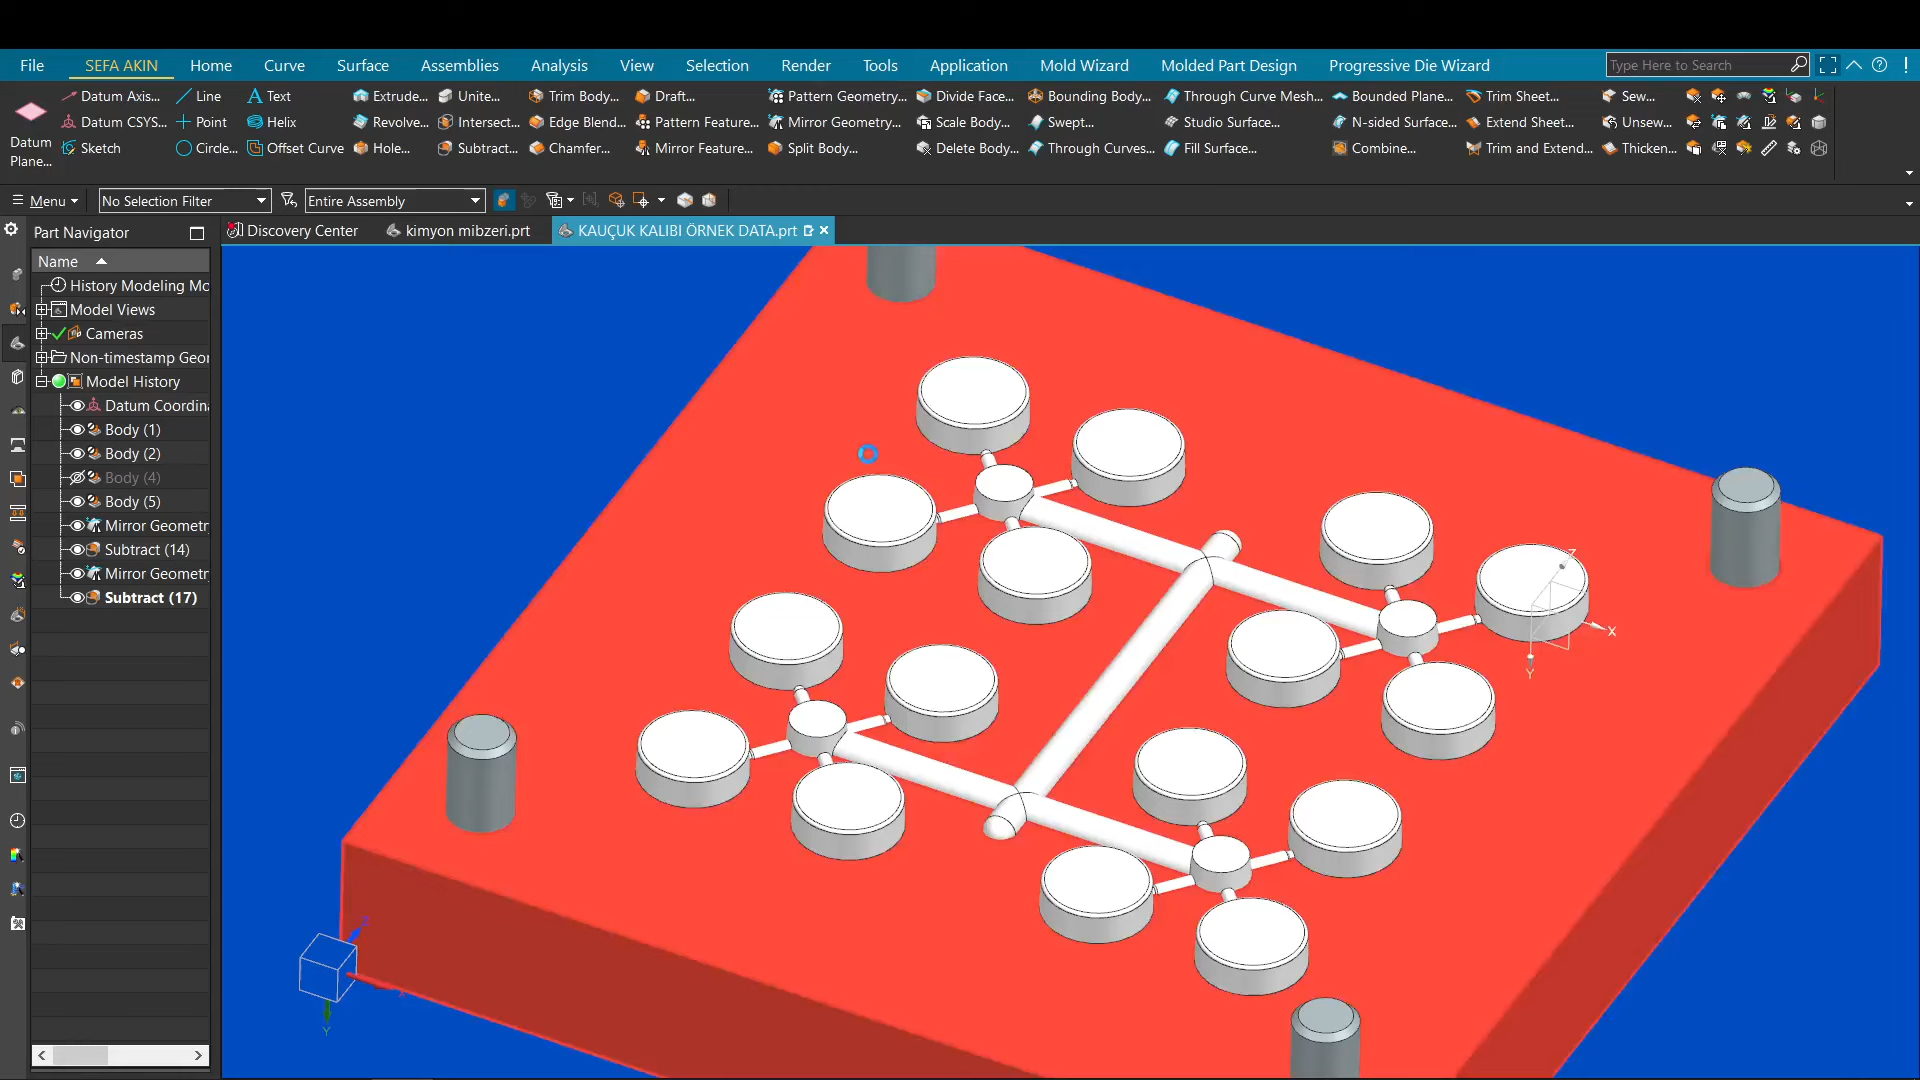 File SEFA AKIN Home Curve Surface Assemblies Analysis View Selection Render Tools Application Mold Wizard Molded Part Design Progressive Die Wizard Type Here to Search
Datum Axis... Line Text Extrude... Unite... Trim Body... Draft... Pattern Geometry... Divide Face... Bounding Body... Through Curve Mesh... Bounded Plane... Trim Sheet... Sew...
Datum CSYS... Point Helix Revolve... Intersect... Edge Blend... Pattern Feature... Mirror Geometry... Scale Body... Swept... Studio Surface... N-sided Surface... Extend Sheet... Unsew...
Datum Plane... Sketch Circle... Offset Curve Hole... Subtract... Chamfer... Mirror Feature... Split Body... Delete Body... Through Curves... Fill Surface... Combine... Trim and Extend... Thicken...
Menu No Selection Filter Entire Assembly
Part Navigator Discovery Center kimyon mibzeri.prt KAUÇUK KALIBI ÖRNEK DATA.prt
Name
History Modeling Mo
Model Views
Cameras
Non-timestamp Geor
Model History
Datum Coordina
Body (1)
Body (2)
Body (4)
Body (5)
Mirror Geometr
Subtract (14)
Mirror Geometr
Subtract (17)
Z
X
Y
Z
X
Y